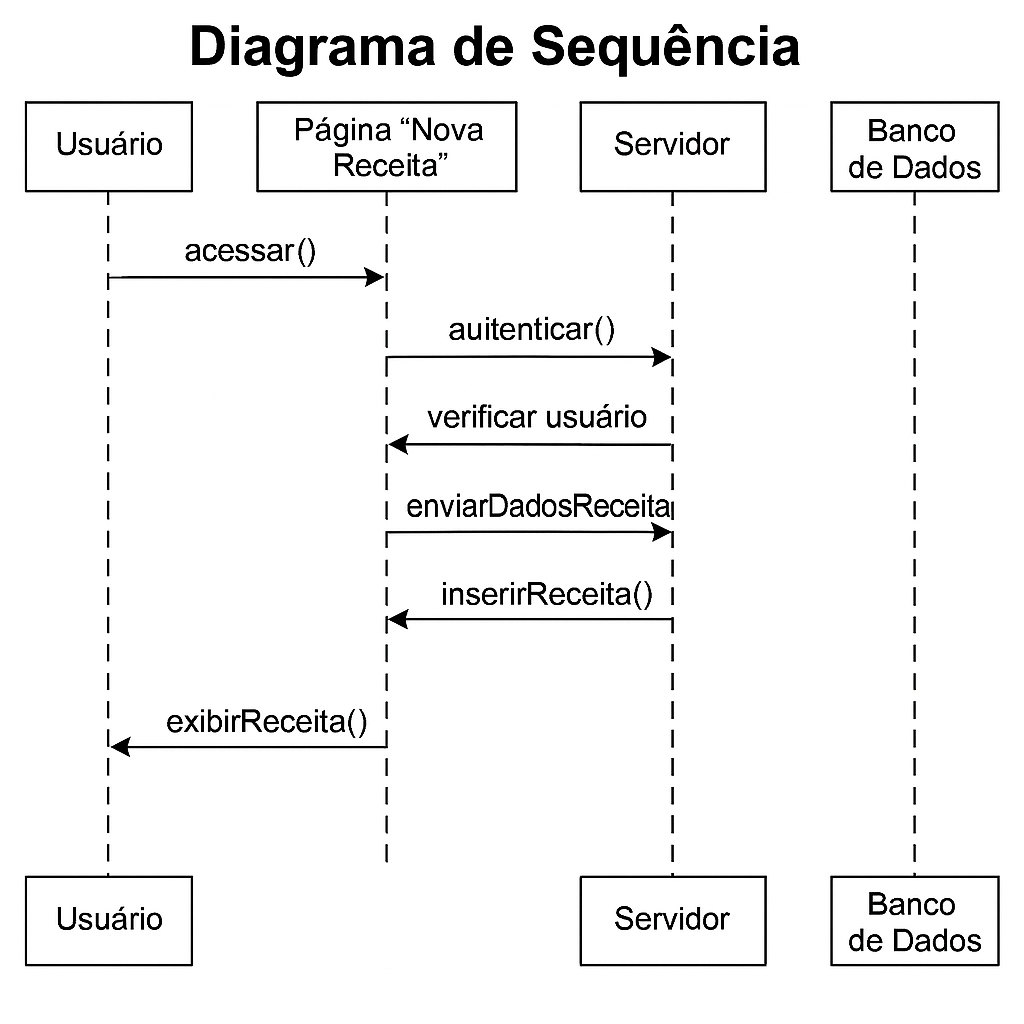 Diagrama de Sequência
Usuário
Página “Nova
Receita”
Servidor
Banco
de Dados
acessar()
auitenticar()
verificar usuário
enviarDadosReceita
inserirReceita()
exibirReceita()
Usuário
Servidor
Banco
de Dados